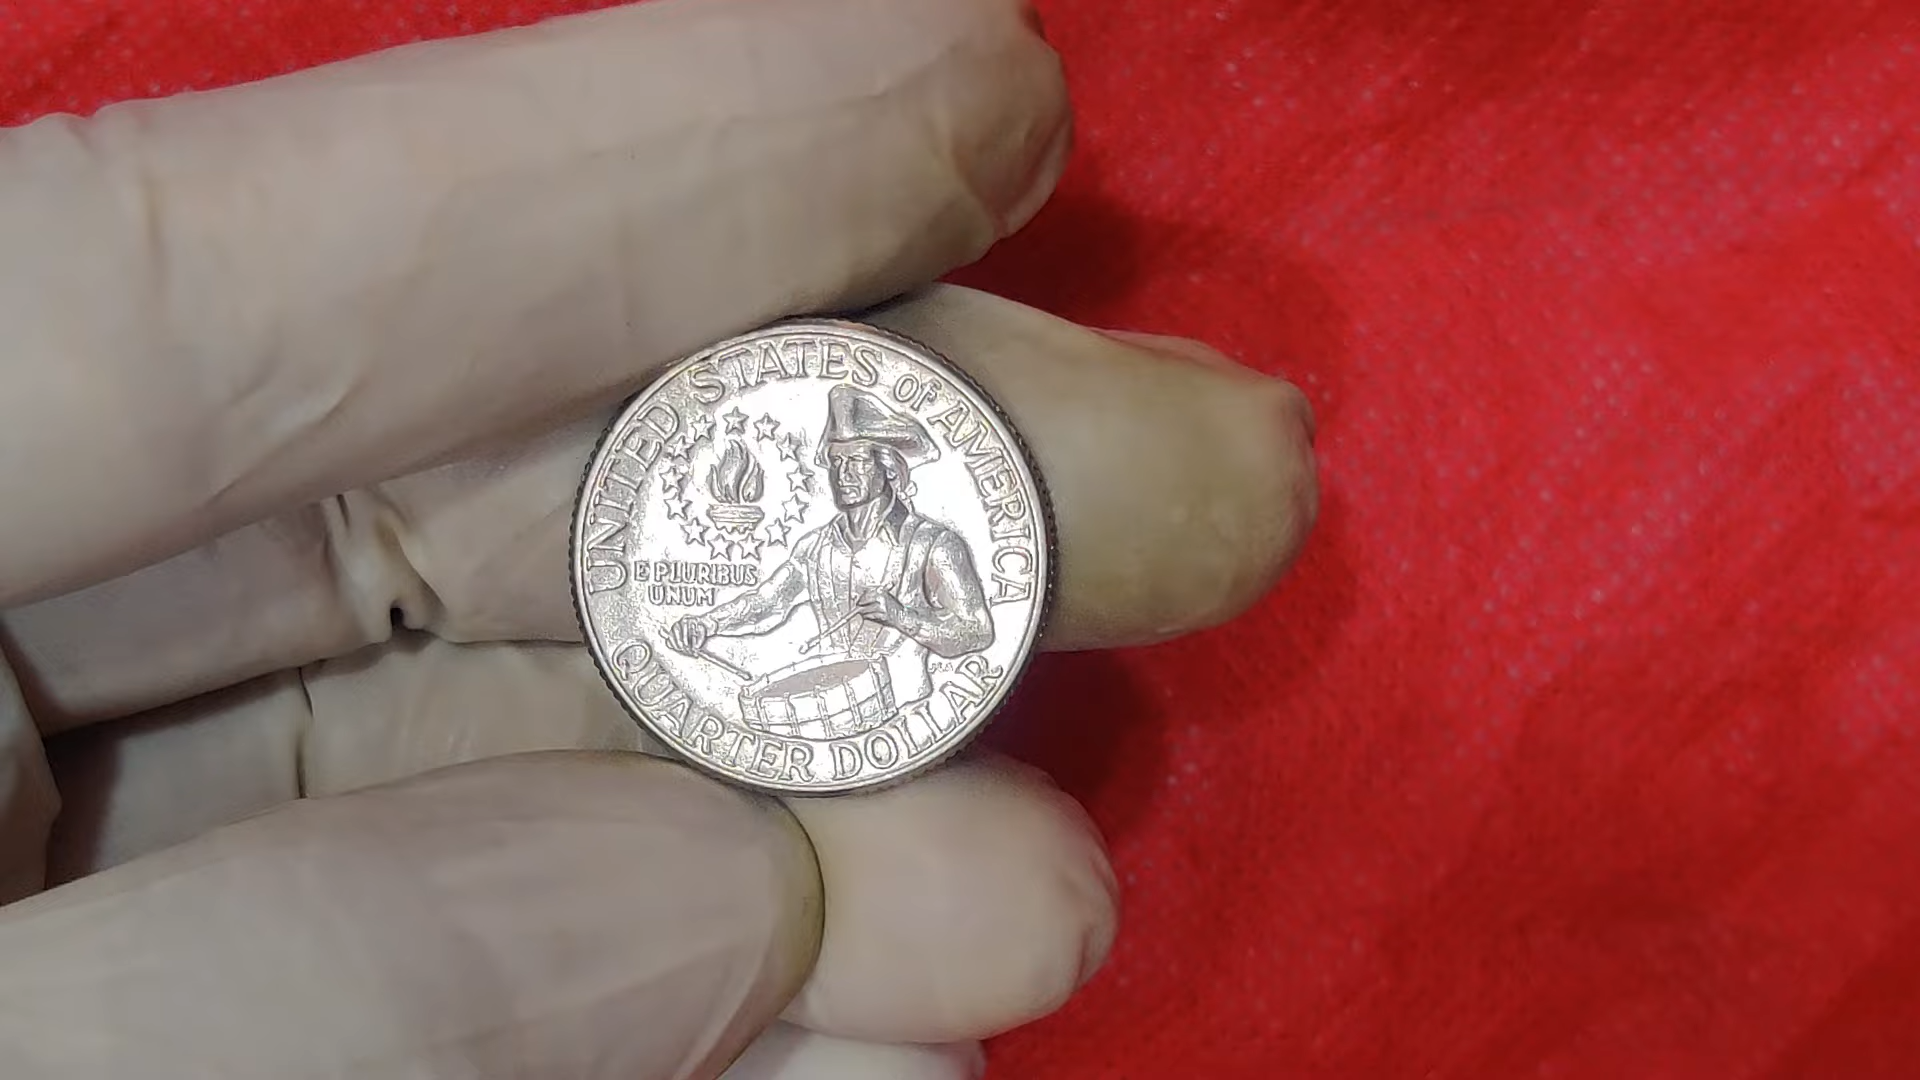 UNITED STATES of AMERICA
E PLURIBUS
UNUM
QUARTER DOLLAR